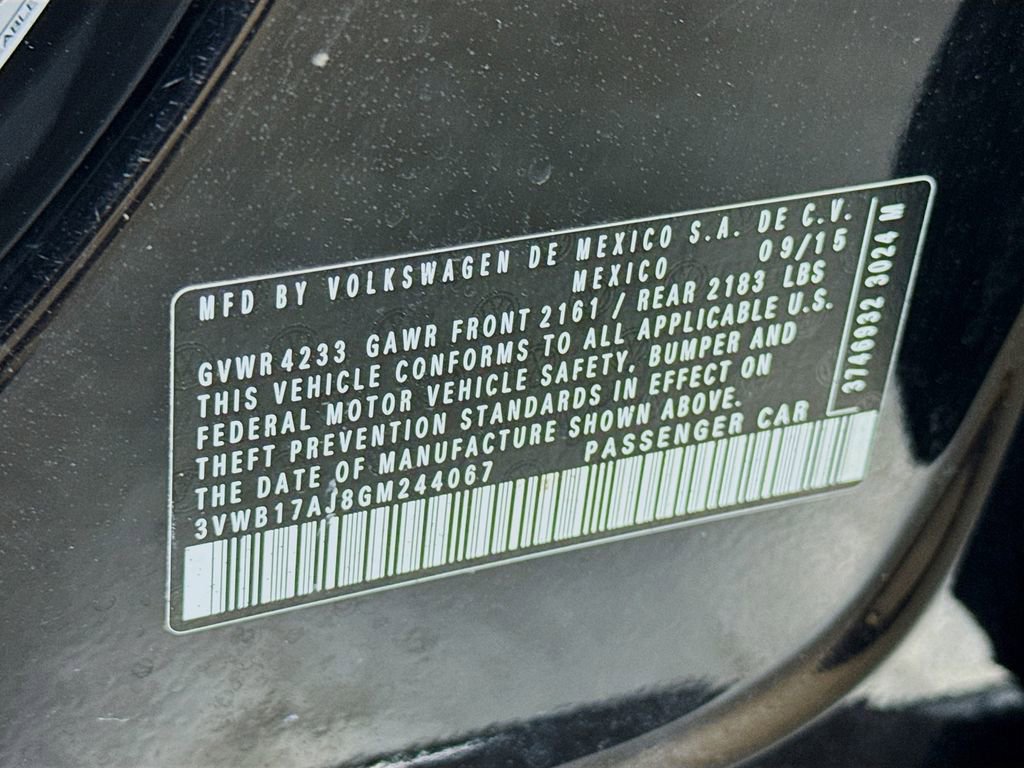 ABLE
MFD BY VOLKSWAGEN DE MEXICO S.A. DE C.V.
MEXICO 09/15
GVWR 4233 GAWR FRONT 2161 / REAR 2183 LBS
THIS VEHICLE CONFORMS TO ALL APPLICABLE U.S.
FEDERAL MOTOR VEHICLE SAFETY, BUMPER AND
THEFT PREVENTION STANDARDS IN EFFECT ON
THE DATE OF MANUFACTURE SHOWN ABOVE.
3VWB17AJ8GM244067 PASSENGER CAR
3746932 3024 M